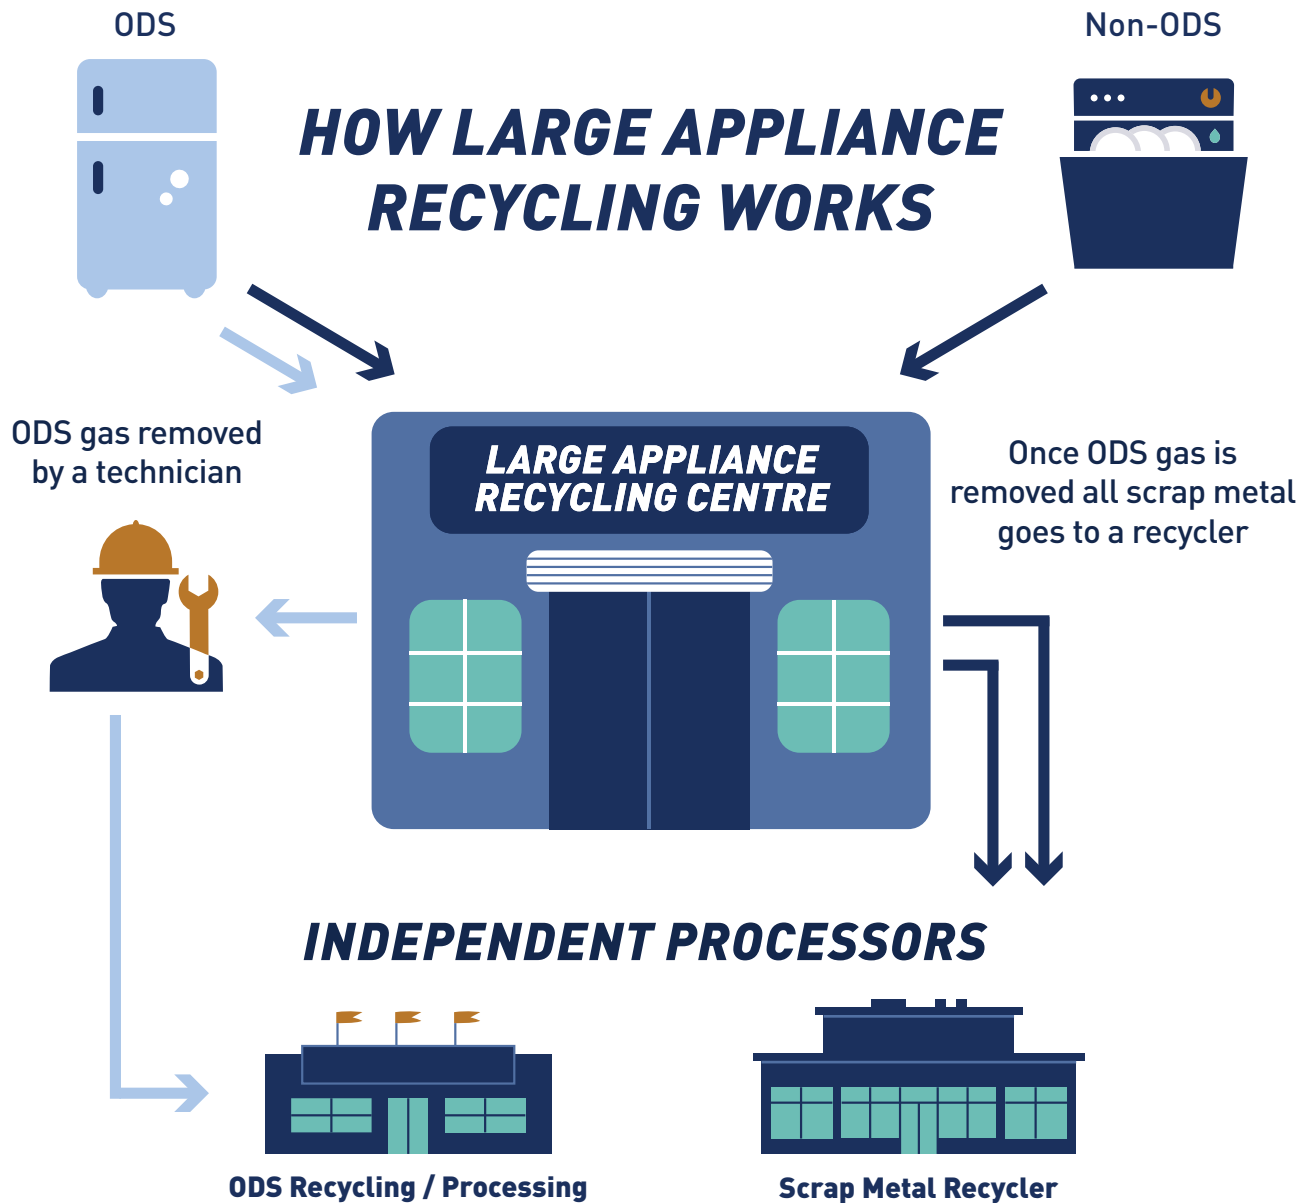 ODS
Non-ODS
HOW LARGE APPLIANCE
RECYCLING WORKS
ODS gas removed
by a technician
LARGE APPLIANCE
RECYCLING CENTRE
Once ODS gas is
removed all scrap metal
goes to a recycler
INDEPENDENT PROCESSORS
ODS Recycling / Processing
Scrap Metal Recycler